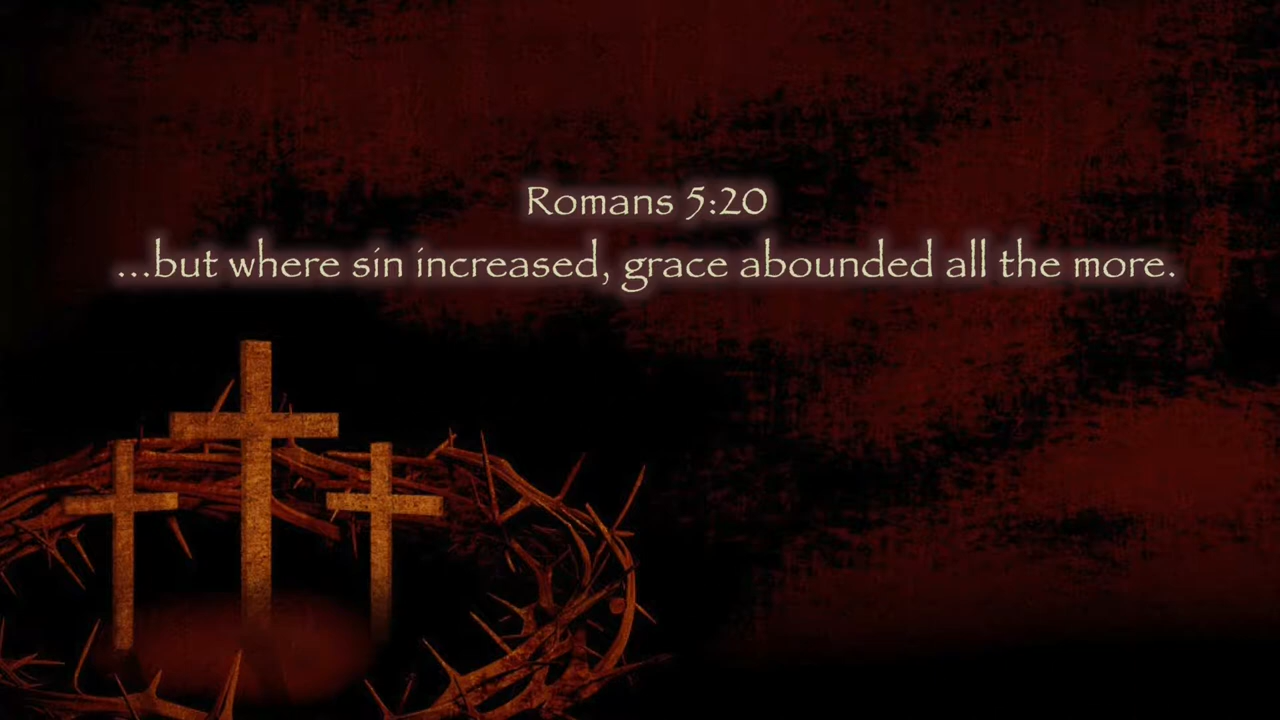 Romans 5:20
...but where sin increased, grace abounded all the more.